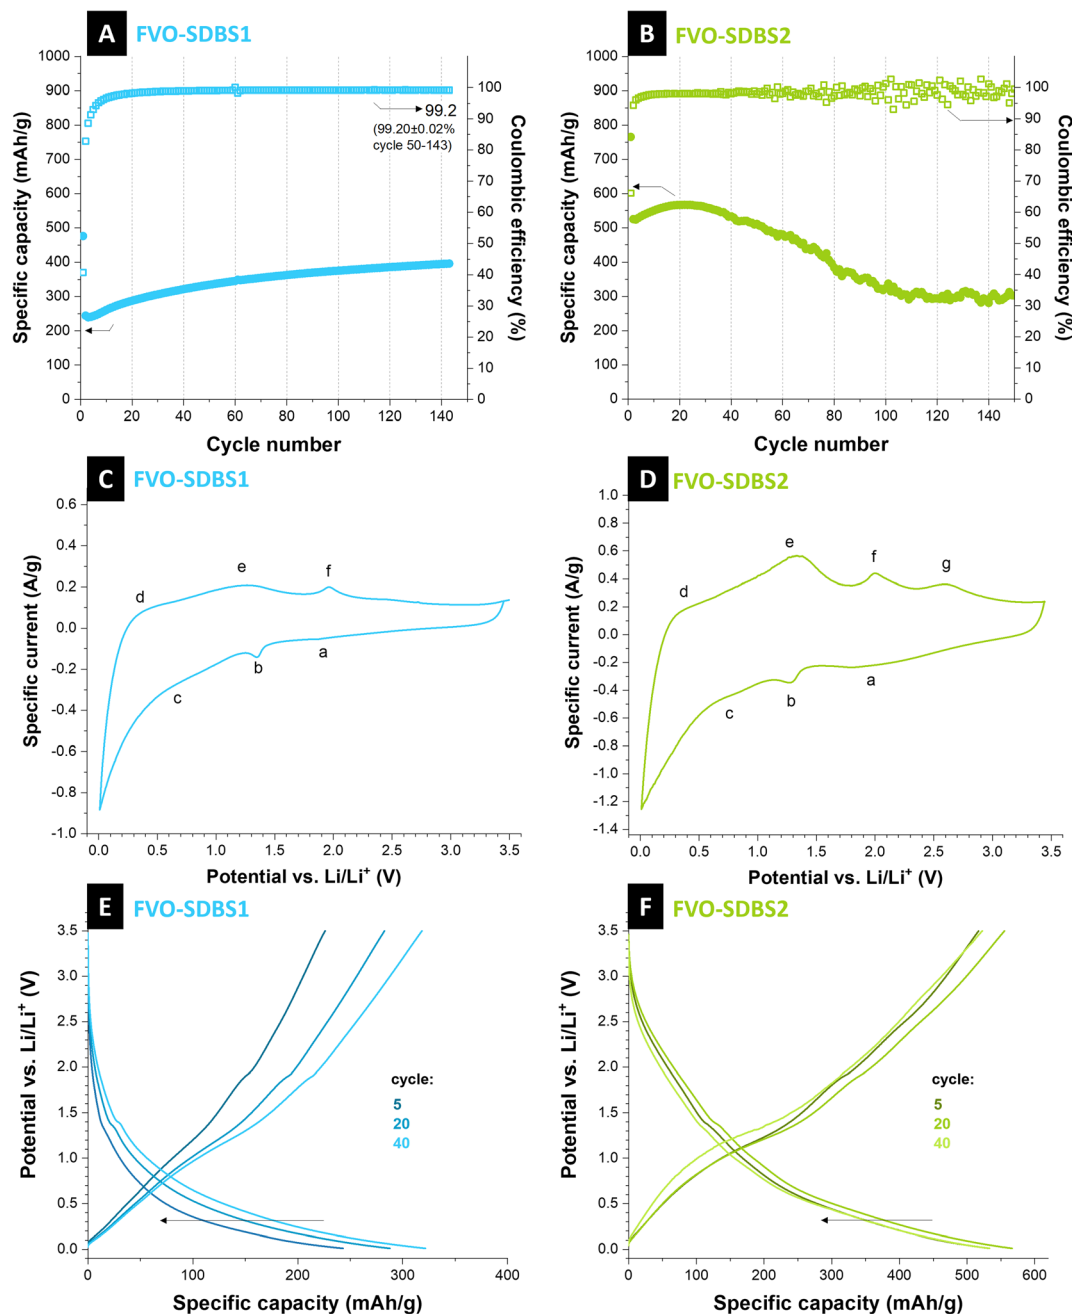 A FVO-SDBS1
1000
900
800
700
600
500
400
300
200
100
0
Specific capacity (mAh/g)
100
90
80
70
60
50
40
30
20
10
0
Coulombic efficiency (%)
99.2
(99.20±0.02%
cycle 50-143)
0 20 40 60 80 100 120 140
Cycle number
B FVO-SDBS2
1000
900
800
700
600
500
400
300
200
100
0
Specific capacity (mAh/g)
100
90
80
70
60
50
40
30
20
10
0
Coulombic efficiency (%)
0 20 40 60 80 100 120 140
Cycle number
C FVO-SDBS1
0.6
0.4
0.2
0.0
-0.2
-0.4
-0.6
-0.8
-1.0
Specific current (A/g)
d e f
c b a
0.0 0.5 1.0 1.5 2.0 2.5 3.0 3.5
Potential vs. Li/Li⁺ (V)
D FVO-SDBS2
1.0
0.8
0.6
0.4
0.2
0.0
-0.2
-0.4
-0.6
-0.8
-1.0
-1.2
-1.4
Specific current (A/g)
d e f g
c b a
0.0 0.5 1.0 1.5 2.0 2.5 3.0 3.5
Potential vs. Li/Li⁺ (V)
E FVO-SDBS1
3.5
3.0
2.5
2.0
1.5
1.0
0.5
0.0
Potential vs. Li/Li⁺ (V)
cycle:
5
20
40
0 100 200 300 400
Specific capacity (mAh/g)
F FVO-SDBS2
3.5
3.0
2.5
2.0
1.5
1.0
0.5
0.0
Potential vs. Li/Li⁺ (V)
cycle:
5
20
40
0 100 200 300 400 500 600
Specific capacity (mAh/g)